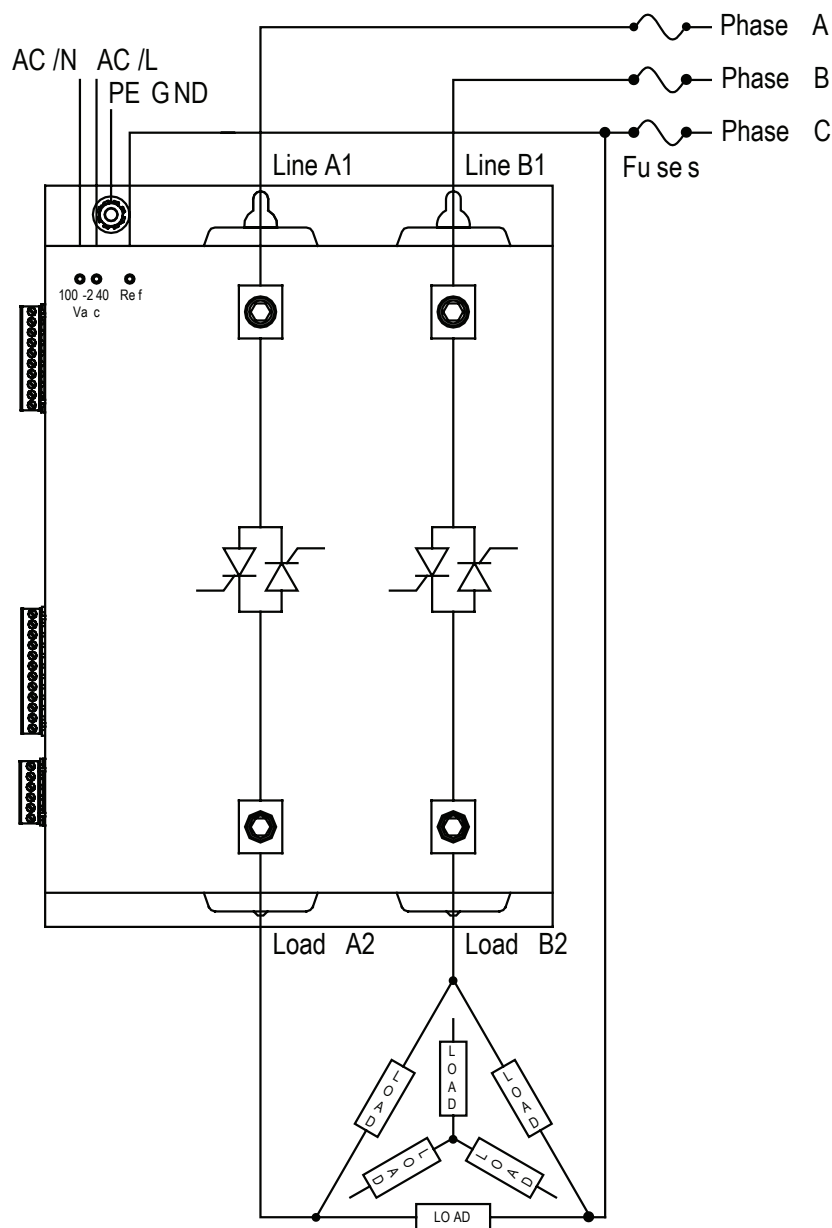 Phase A
AC /N AC /L
Phase B
PE GND
Phase C
Line A1 Line B1 Fuses
100 -240 Ref
Vac
Load A2 Load B2
LOAD
LOAD
LOAD
LOAD
LOAD
LOAD